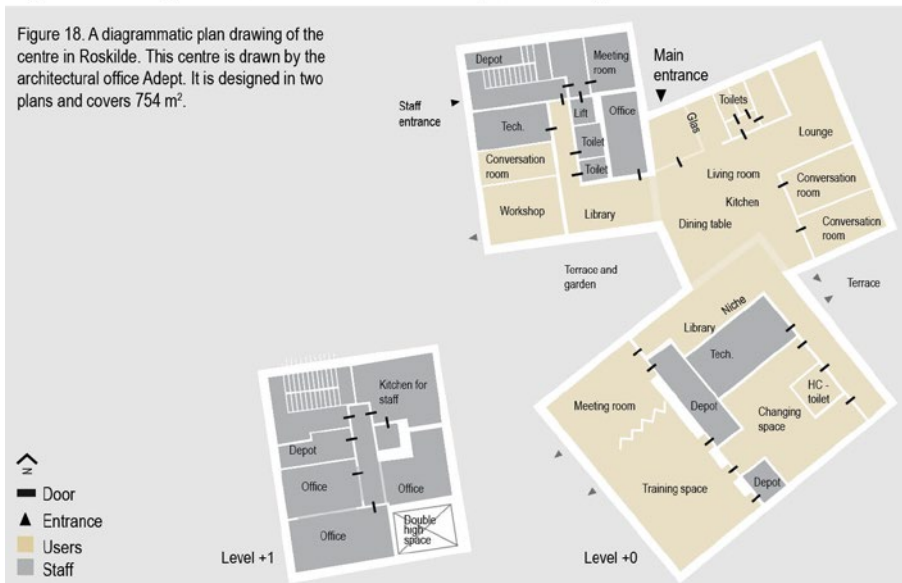 Figure 18. A diagrammatic plan drawing of the
centre in Roskilde. This centre is drawn by the
architectural office Adept. It is designed in two
plans and covers 754 m².
Depot
Meeting
room
Main
entrance
Staff
entrance
Tech.
Lift
Office
Glas
Toilets
Lounge
Toilet
Conversation
room
Toilet
Living room
Conversation
room
Kitchen
Workshop
Library
Dining table
Conversation
room
Terrace and
garden
Terrace
Niche
Library
Tech.
Kitchen for
staff
HC -
toilet
Meeting room
Depot
Changing
space
Depot
Office
Office
Training space
Depot
Office
Double
high
space
Level +1
Level +0
N
Door
Entrance
Users
Staff